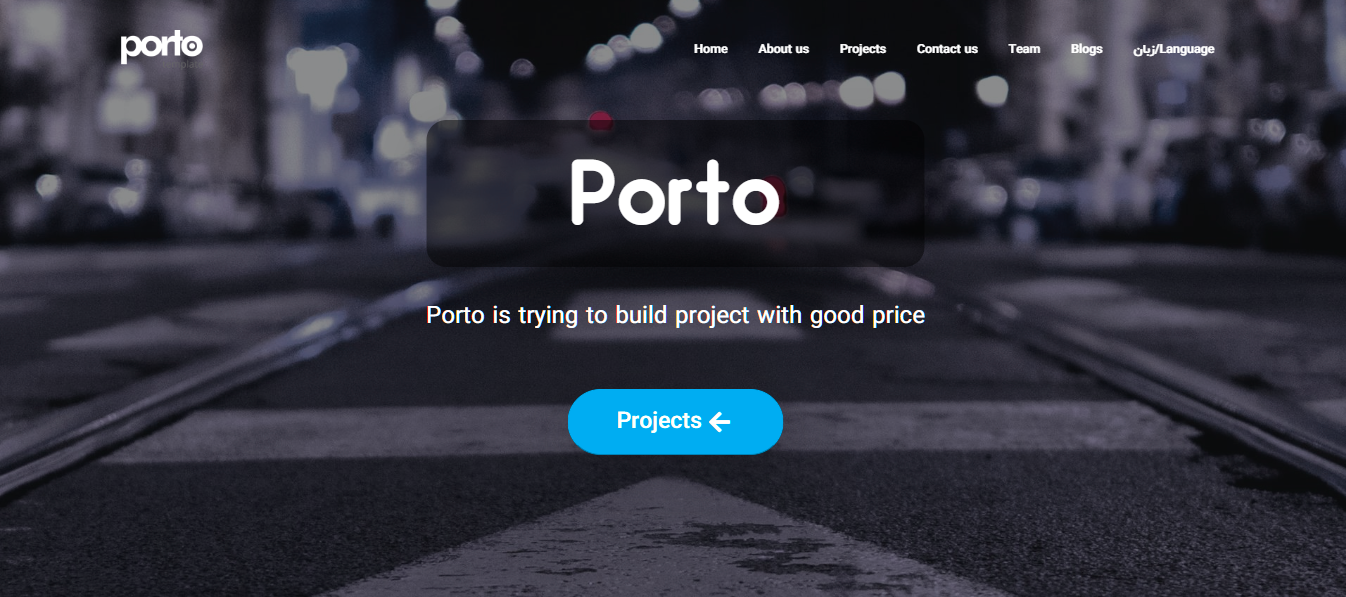 porto
Home About us Projects Contact us Team Blogs زبان/Language
Porto
Porto is trying to build project with good price
Projects